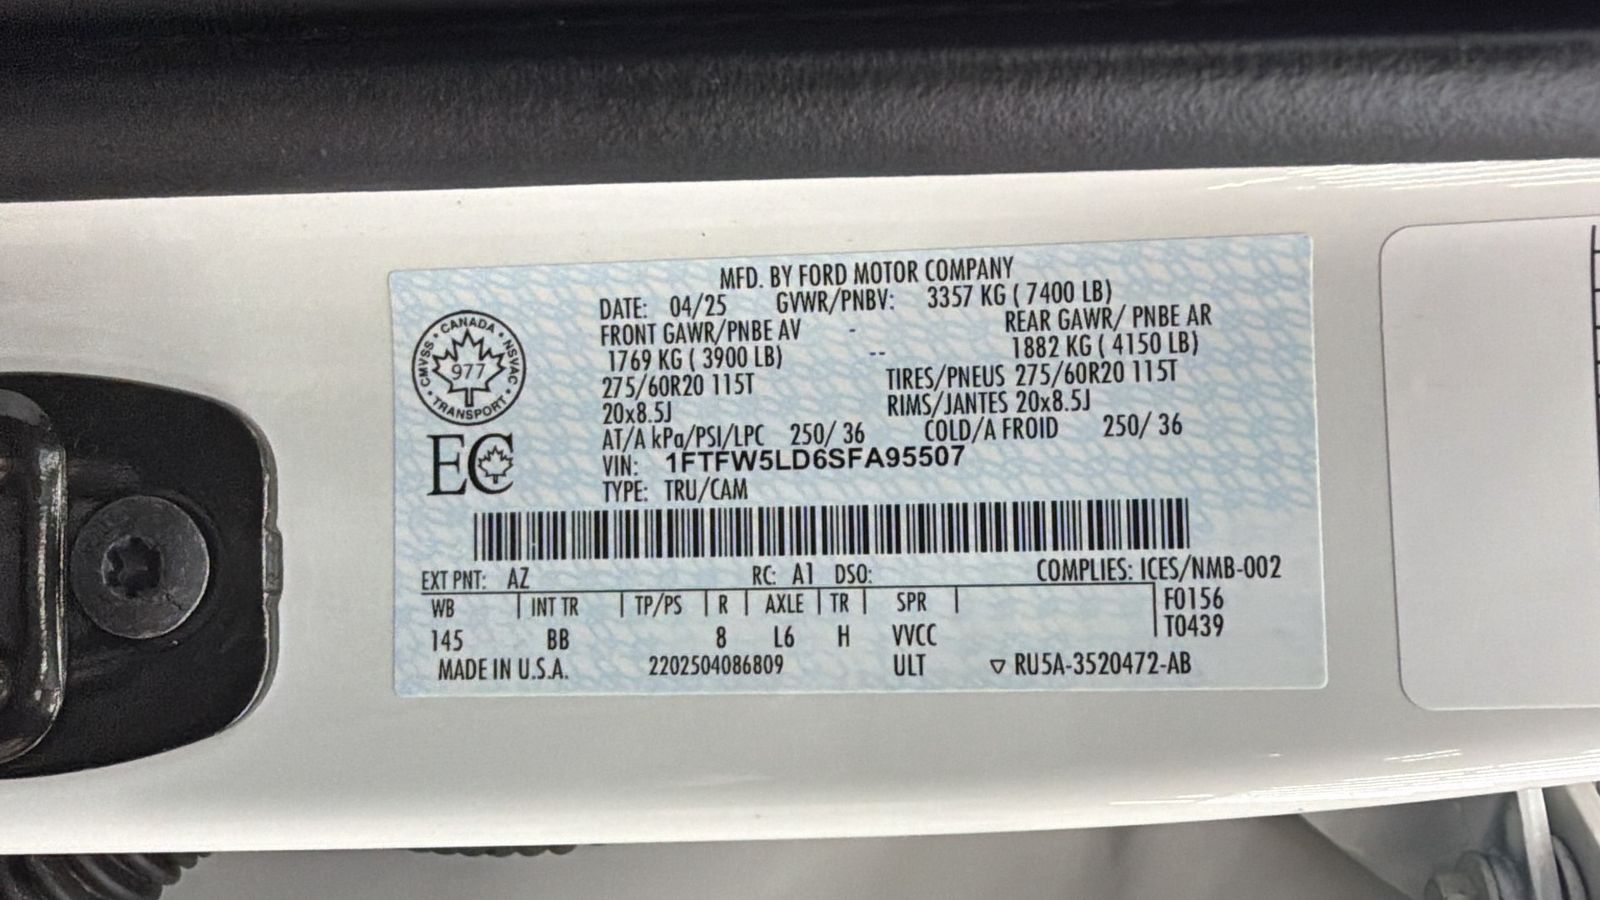 MFD. BY FORD MOTOR COMPANY
DATE: 04/25 GVWR/PNBV: 3357 KG ( 7400 LB)
FRONT GAWR/PNBE AV - REAR GAWR/ PNBE AR
1769 KG ( 3900 LB) -- 1882 KG ( 4150 LB)
275/60R20 115T TIRES/PNEUS 275/60R20 115T
20x8.5J RIMS/JANTES 20x8.5J
AT/A kPa/PSI/LPC 250/ 36 COLD/A FROID 250/ 36
VIN: 1FTFW5LD6SFA95507
TYPE: TRU/CAM
CANADA
CMVSS NSVAC
977
TRANSPORT
EC
EXT PNT: AZ RC: A1 DSO: COMPLIES: ICES/NMB-002
WB | INT TR | TP/PS | R | AXLE | TR | SPR | F0156
145 BB 8 L6 H VVCC T0439
MADE IN U.S.A. 2202504086809 ULT ▽ RU5A-3520472-AB